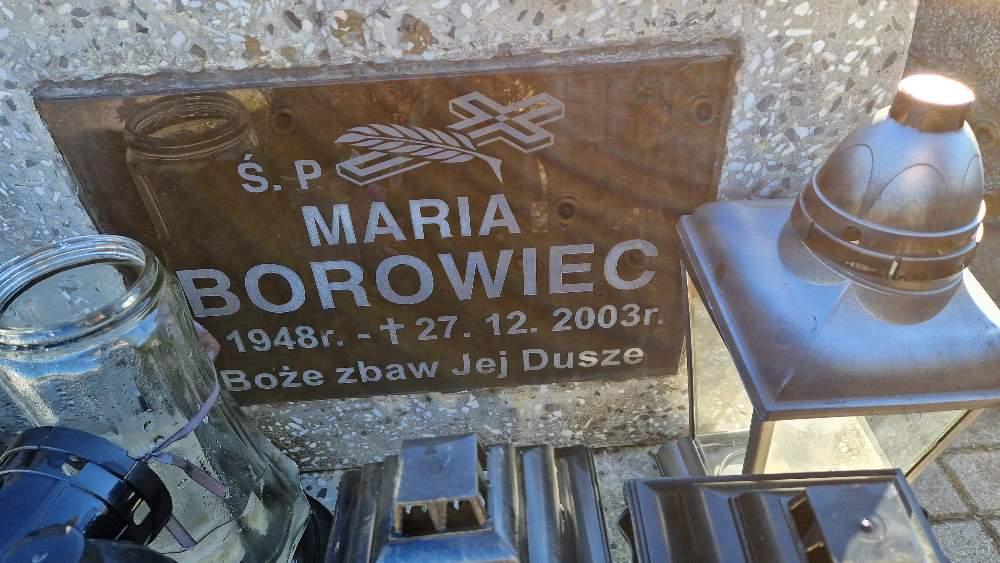 Ś. P
MARIA
BOROWIEC
1948r. - † 27. 12. 2003r.
Boże zbaw Jej Dusze